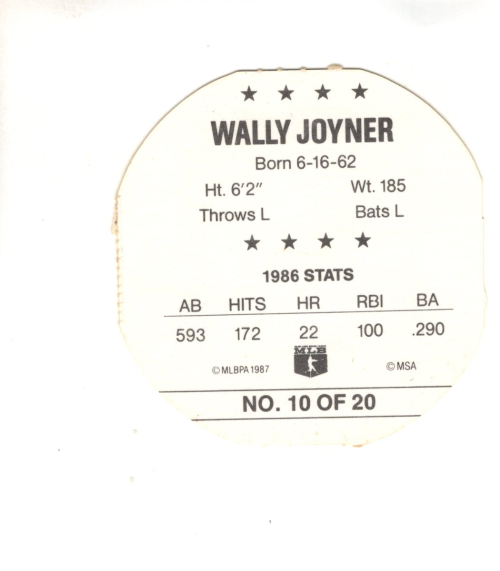 ★ ★ ★ ★
WALLY JOYNER
Born 6-16-62
Ht. 6'2" Wt. 185
Throws L Bats L
★ ★ ★ ★
1986 STATS
AB HITS HR RBI BA
593 172 22 100 .290
MLB
© MLBPA 1987 © MSA
NO. 10 OF 20